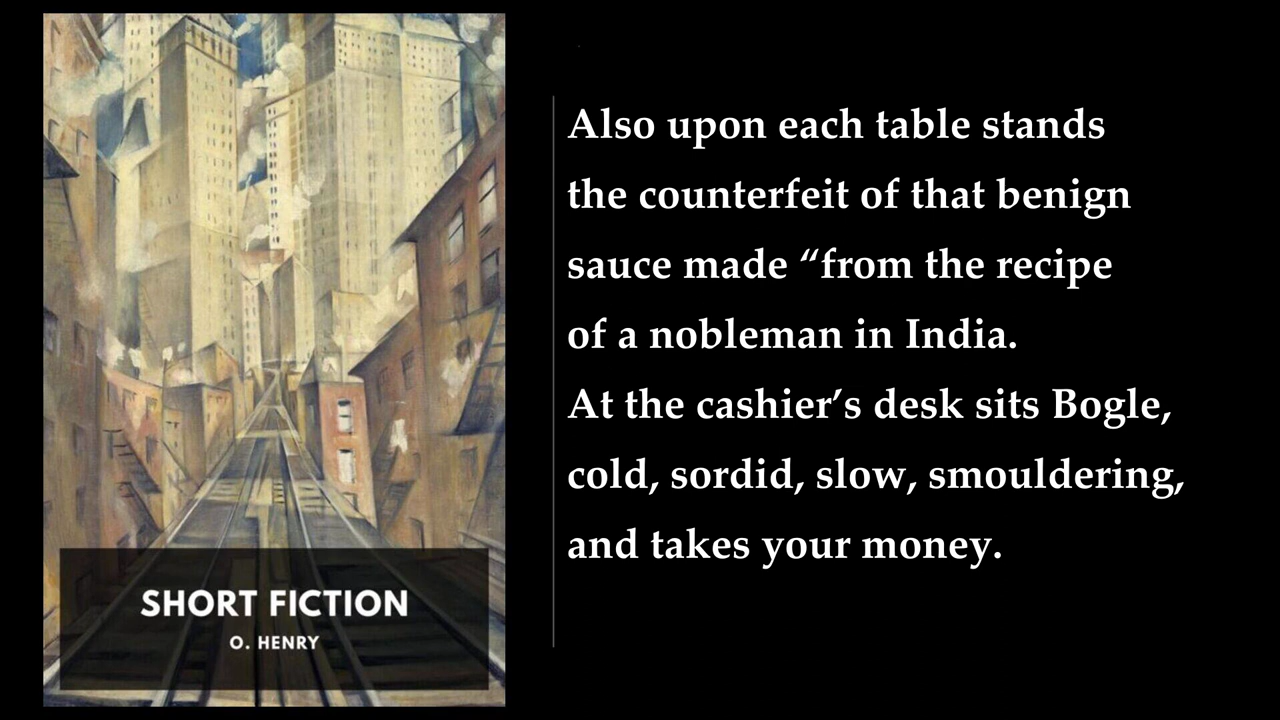 SHORT FICTION
O. HENRY
Also upon each table stands
the counterfeit of that benign
sauce made “from the recipe
of a nobleman in India.
At the cashier’s desk sits Bogle,
cold, sordid, slow, smouldering,
and takes your money.